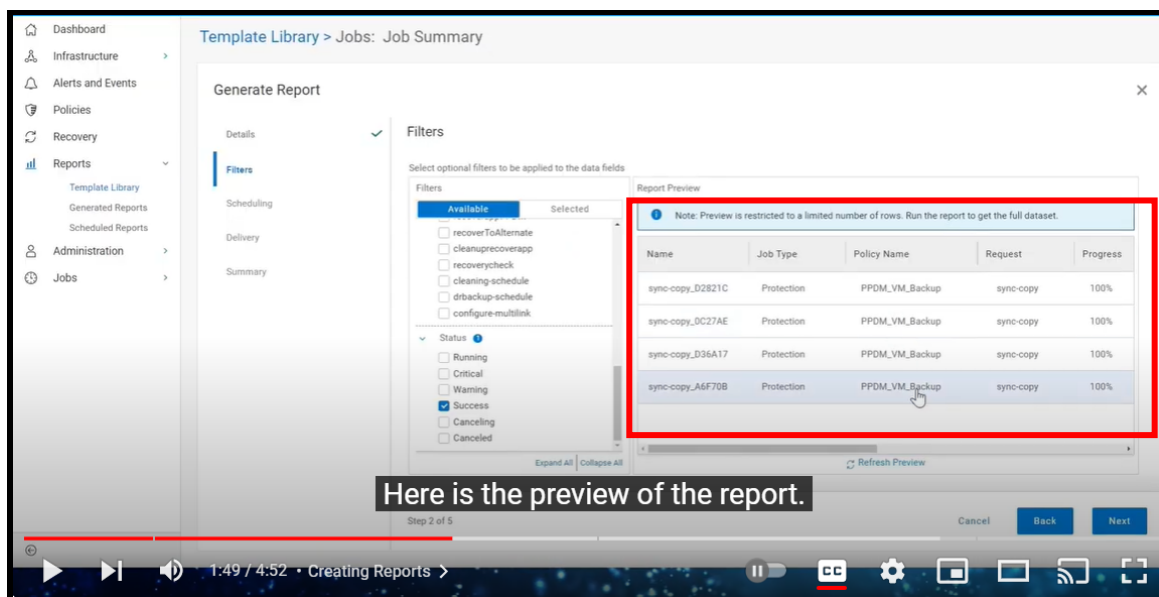 Dashboard
Infrastructure
Alerts and Events
Policies
Recovery
Reports
Template Library
Generated Reports
Scheduled Reports
Administration
Jobs
Template Library > Jobs: Job Summary
Generate Report
Details
Filters
Scheduling
Delivery
Summary
Filters
Select optional filters to be applied to the data fields
Filters
Available Selected
recoverToAlternate
cleanuprecoverapp
recoverycheck
cleaning-schedule
drbackup-schedule
configure-multilink
Status 1
Running
Critical
Warning
Success
Canceling
Canceled
Expand All Collapse All
Report Preview
Note: Preview is restricted to a limited number of rows. Run the report to get the full dataset.
Name Job Type Policy Name Request Progress
sync-copy_D2821C Protection PPDM_VM_Backup sync-copy 100%
sync-copy_0C27AE Protection PPDM_VM_Backup sync-copy 100%
sync-copy_D36A17 Protection PPDM_VM_Backup sync-copy 100%
sync-copy_A6F70B Protection PPDM_VM_Backup sync-copy 100%
Refresh Preview
Here is the preview of the report.
Step 2 of 5
Cancel Back Next
1:49 / 4:52 • Creating Reports
CC